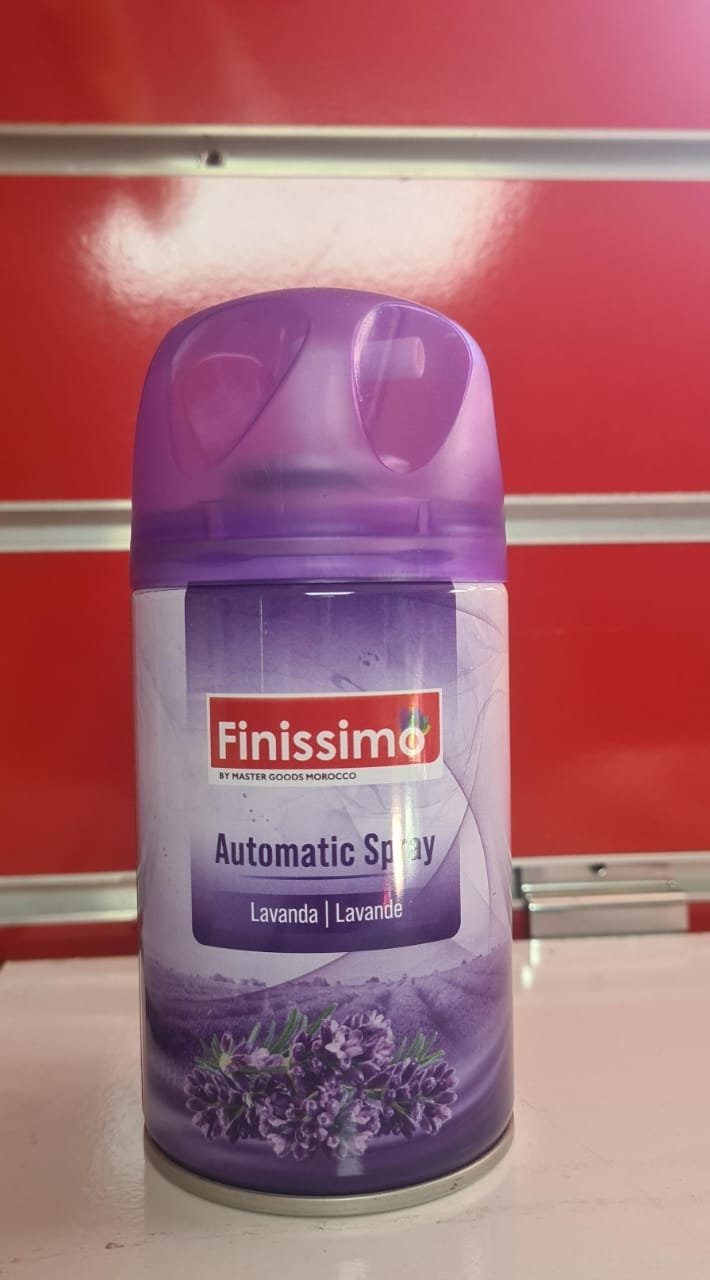 Finissimo
BY MASTER GOODS MOROCCO
Automatic Spray
Lavanda | Lavande